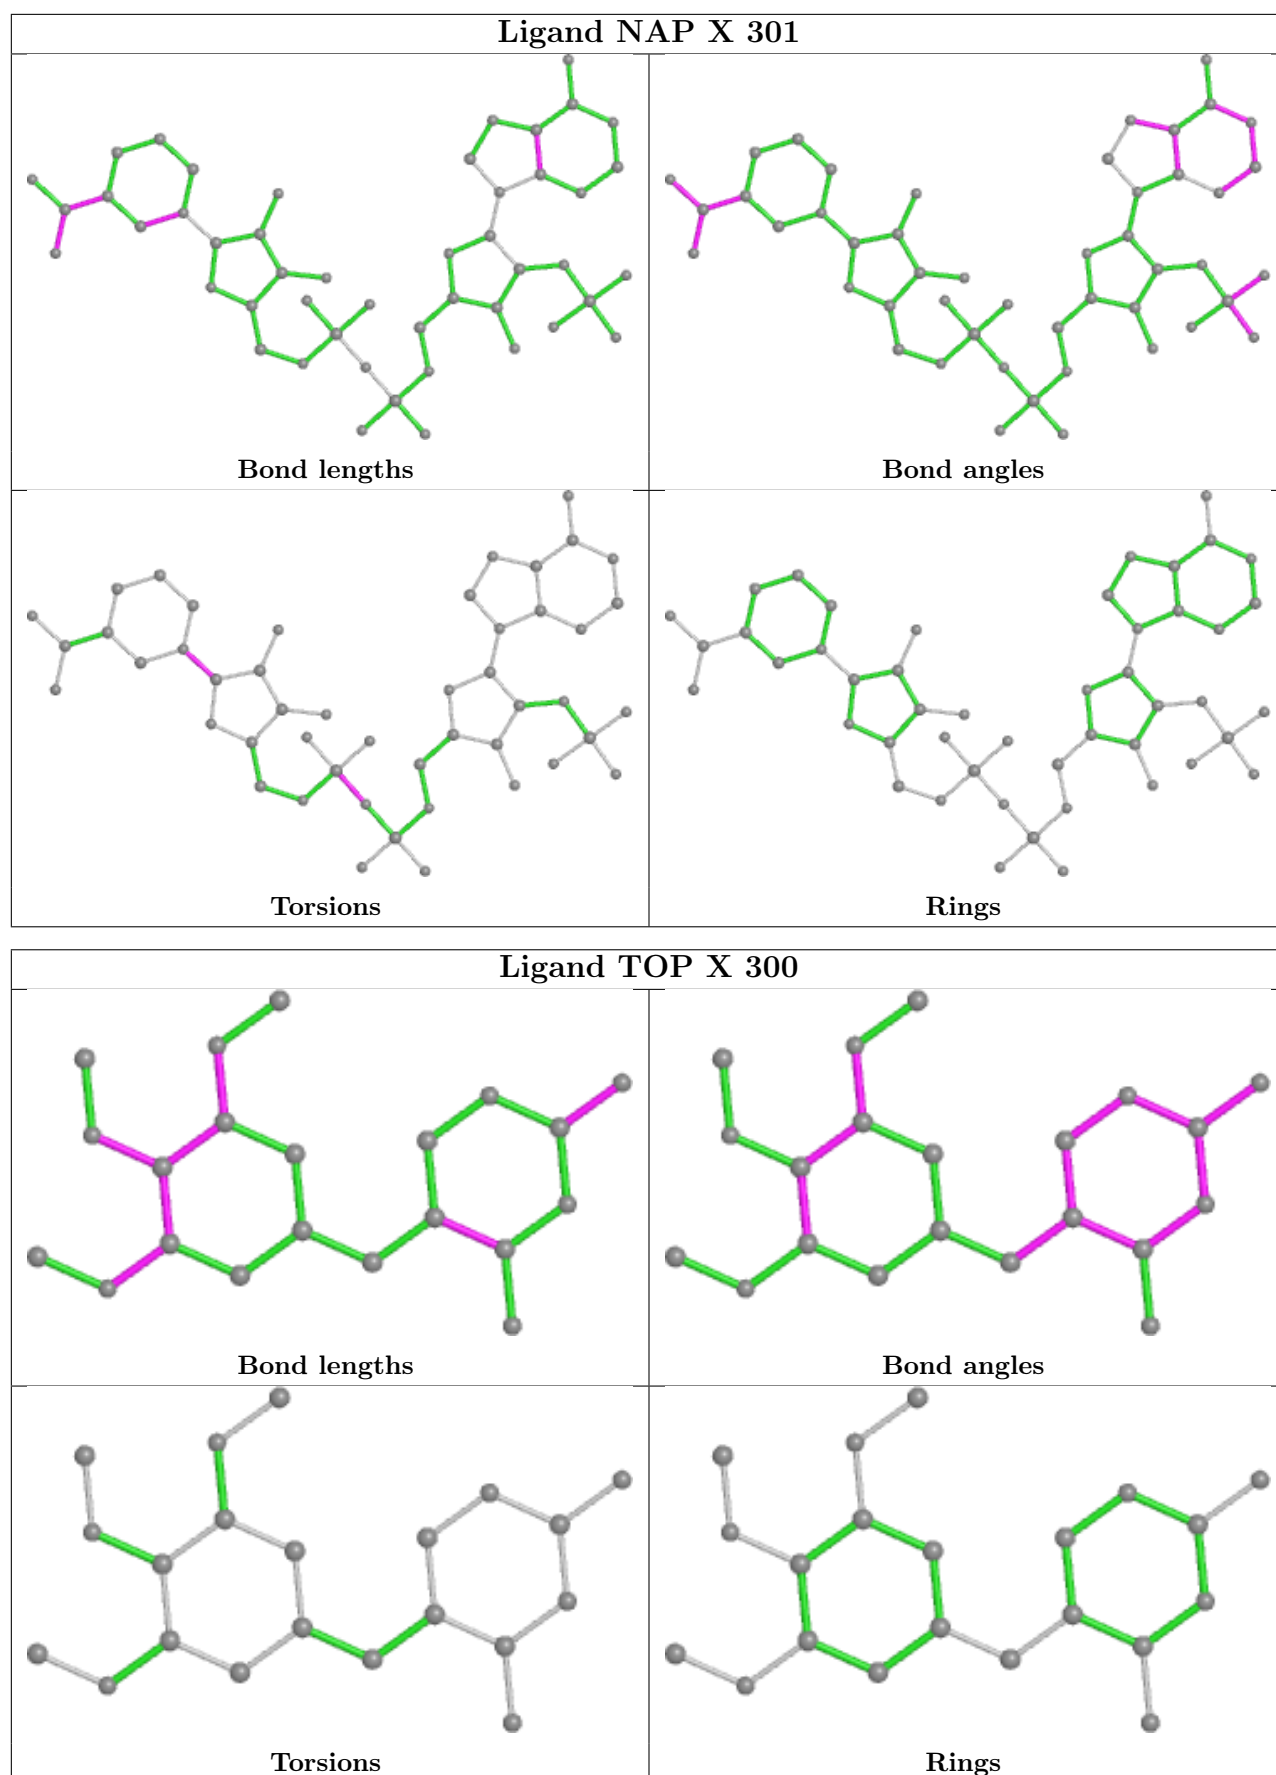 Ligand NAP X 301
Bond lengths
Bond angles
Torsions
Rings
Ligand TOP X 300
Bond lengths
Bond angles
Torsions
Rings